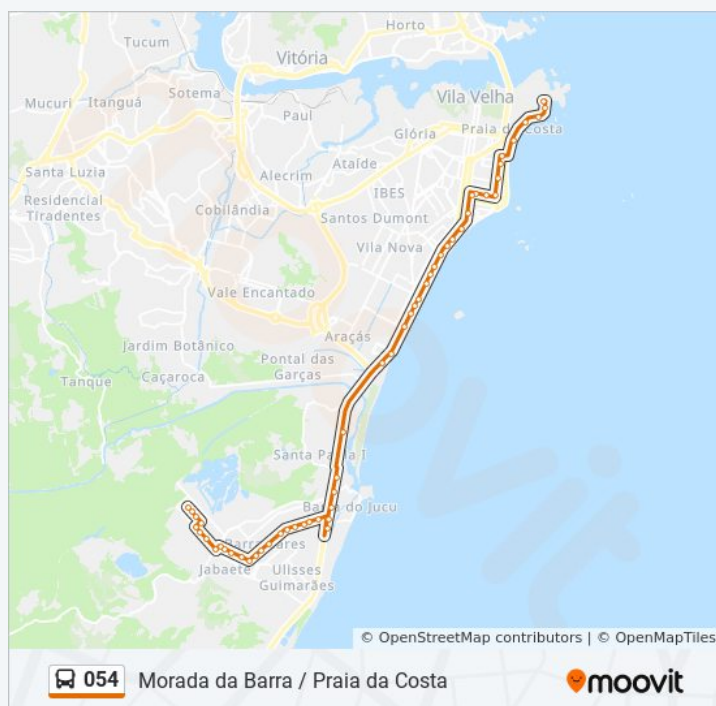 Horto
Tucum
Vitória
Mucuri
Itanguá
Sotema
Paul
Vila Velha
Glória
Praia da Costa
Ataíde
Santa Luzia
Alecrim
IBES
Residencial
Tiradentes
Cobilândia
Santos Dumont
Vila Nova
Vale Encantado
Araçás
Jardim Botânico
Pontal das
Garças
Tanque
Caçaroca
Santa Paula I
Barra do Jucu
Barramares
Jabaeté
Ulisses
Guimarães
© OpenStreetMap contributors | © OpenMapTiles
054 Morada da Barra / Praia da Costa
moovit